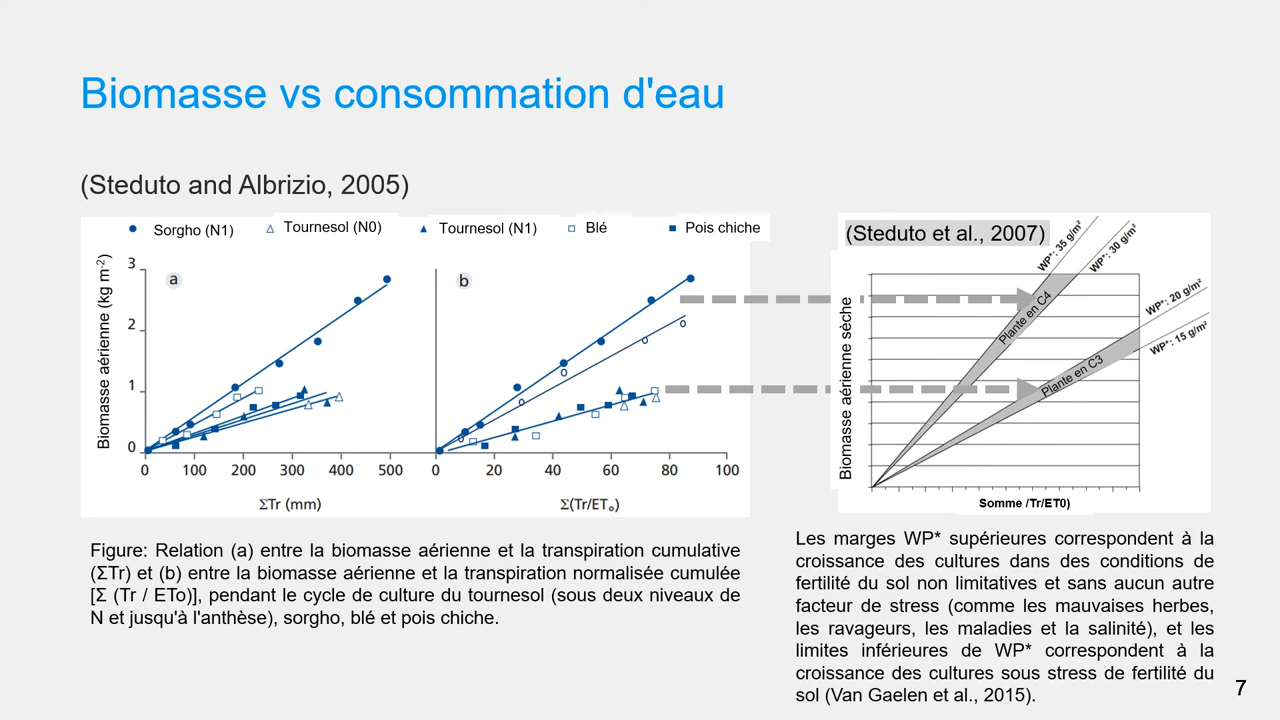 Biomasse vs consommation d'eau
(Steduto and Albrizio, 2005)
Sorgho (N1)
Tournesol (N0)
Tournesol (N1)
Blé
Pois chiche
Biomasse aérienne (kg m-2)
3
2
1
0
a
0
100
200
300
400
500
ΣTr (mm)
b
0
20
40
60
80
100
Σ(Tr/ET₀)
(Steduto et al., 2007)
WP*: 35 g/m²
WP*: 30 g/m²
WP*: 20 g/m²
WP*: 15 g/m²
Plante en C4
Plante en C3
Biomasse aérienne sèche
Somme /Tr/ET0)
Figure: Relation (a) entre la biomasse aérienne et la transpiration cumulative
(ΣTr) et (b) entre la biomasse aérienne et la transpiration normalisée cumulée
[Σ (Tr / ETo)], pendant le cycle de culture du tournesol (sous deux niveaux de
N et jusqu'à l'anthèse), sorgho, blé et pois chiche.
Les marges WP* supérieures correspondent à la
croissance des cultures dans des conditions de
fertilité du sol non limitatives et sans aucun autre
facteur de stress (comme les mauvaises herbes,
les ravageurs, les maladies et la salinité), et les
limites inférieures de WP* correspondent à la
croissance des cultures sous stress de fertilité du
sol (Van Gaelen et al., 2015).
7